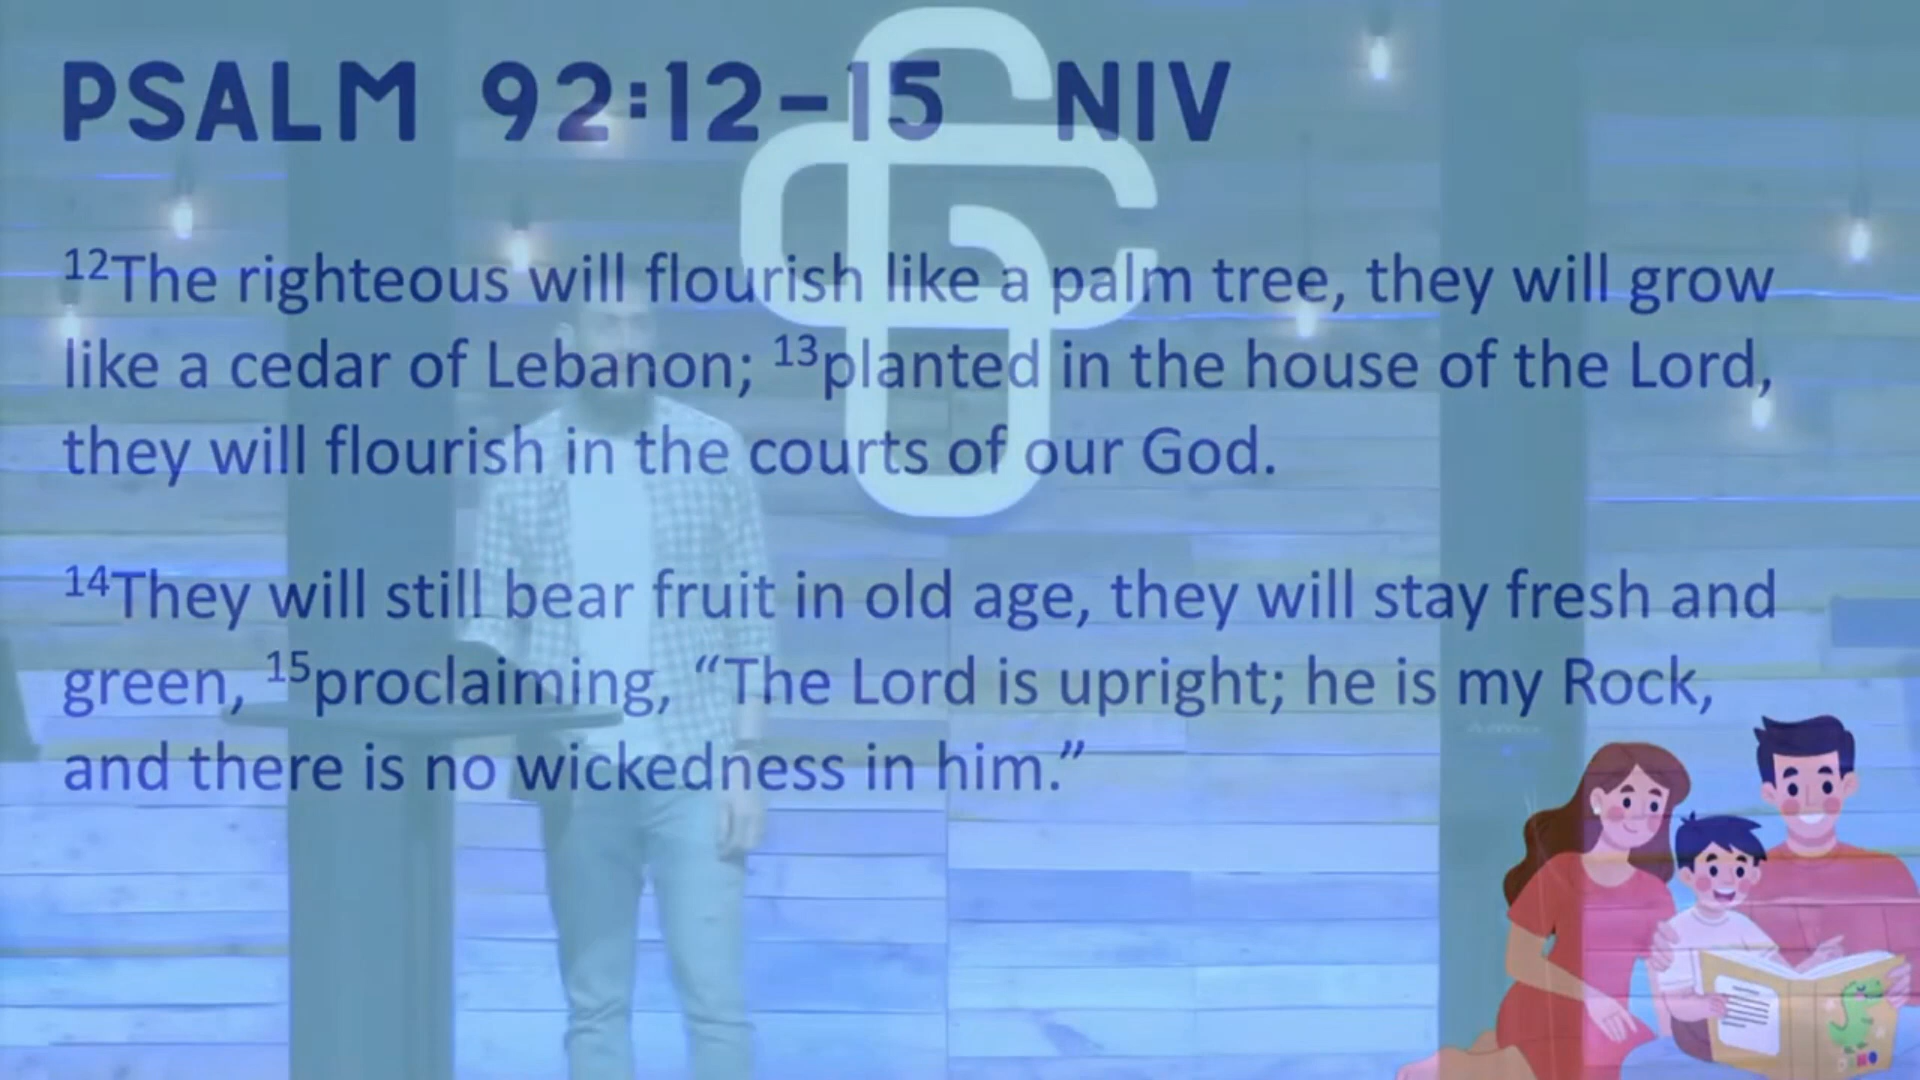 PSALM 92:12-15 NIV
¹²The righteous will flourish like a palm tree, they will grow
like a cedar of Lebanon; ¹³planted in the house of the Lord,
they will flourish in the courts of our God.
¹⁴They will still bear fruit in old age, they will stay fresh and
green, ¹⁵proclaiming, “The Lord is upright; he is my Rock,
and there is no wickedness in him.”